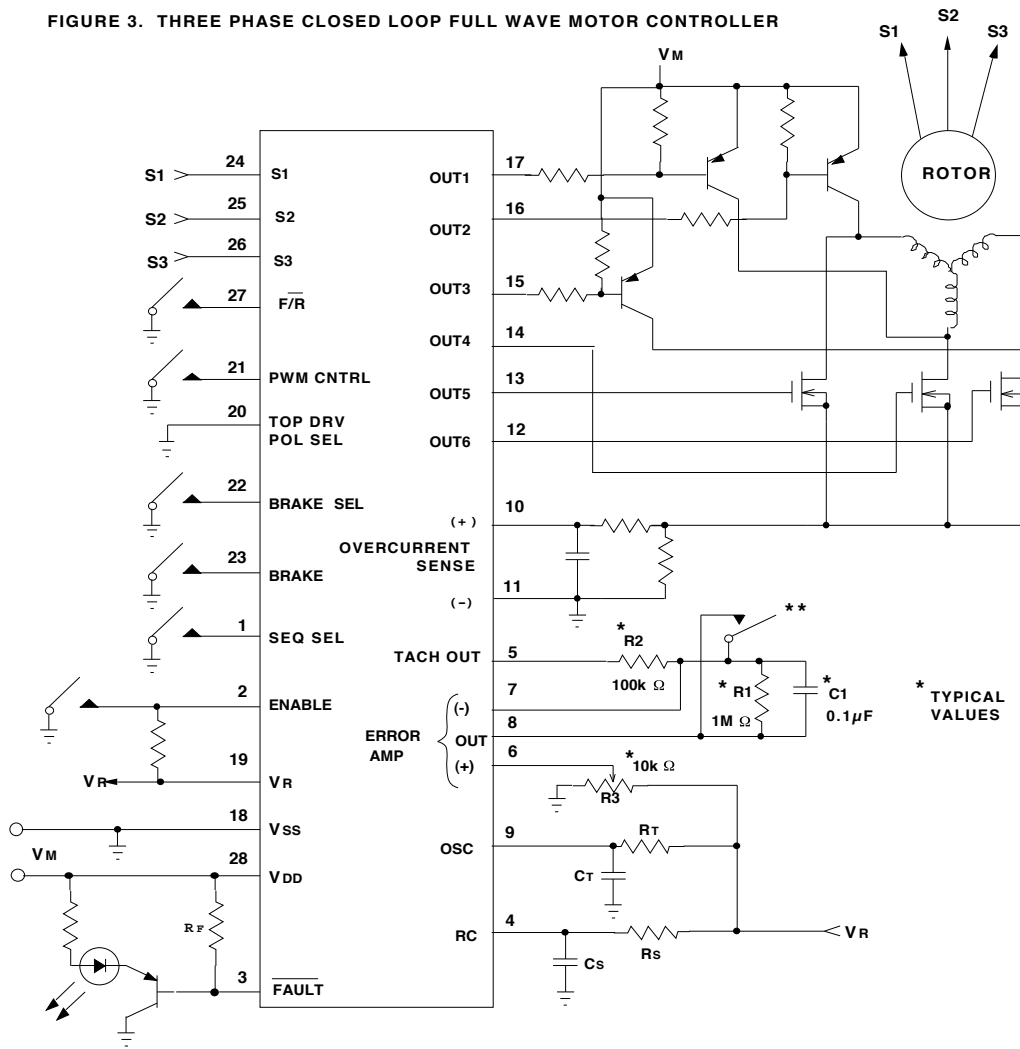 FIGURE 3. THREE PHASE CLOSED LOOP FULL WAVE MOTOR CONTROLLER
S1
S2
S3
VM
ROTOR
S1
24
S1
S2
25
S2
S3
26
S3
27
F/R
21
PWM CNTRL
20
TOP DRV
POL SEL
22
BRAKE SEL
23
BRAKE
1
SEQ SEL
2
ENABLE
19
VR
VR
18
VSS
VM
28
VDD
RF
3
FAULT
OUT1
17
OUT2
16
OUT3
15
OUT4
14
OUT5
13
OUT6
12
(+)
10
OVERCURRENT
SENSE
11
(-)
TACH OUT
5
* R2
100k Ω
**
7
(-)
8
ERROR
AMP
OUT
6
(+)
* R1
1M Ω
* C1
0.1µF
* TYPICAL
VALUES
*10k Ω
R3
OSC
9
RT
CT
RC
4
RS
CS
VR